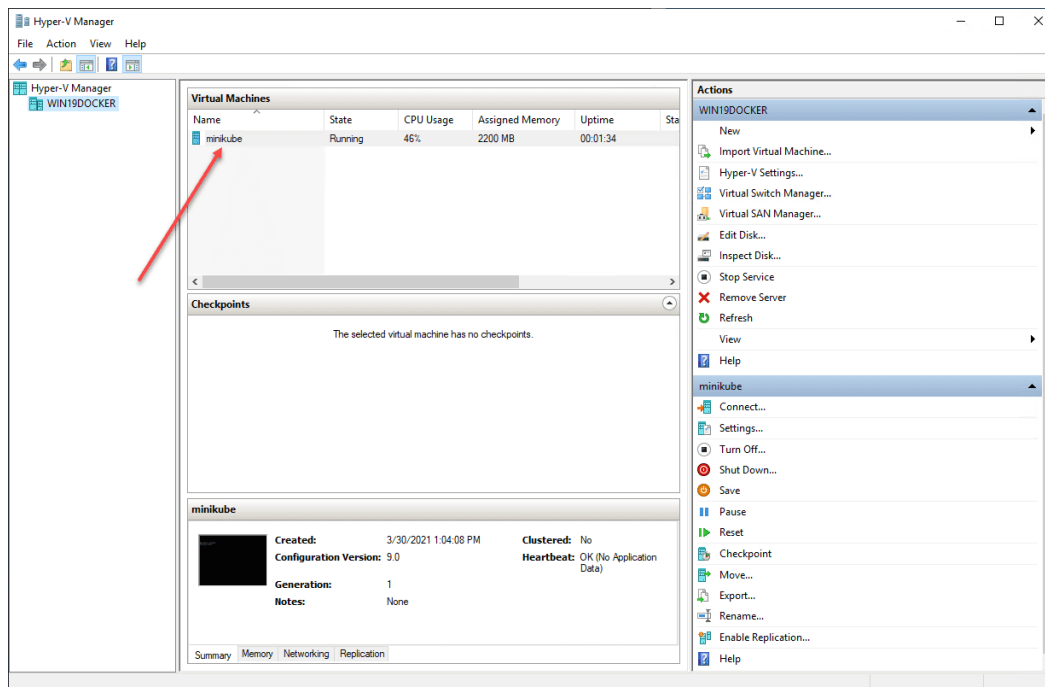 Hyper-V Manager
File Action View Help
Hyper-V Manager
WIN19DOCKER
Virtual Machines
Name State CPU Usage Assigned Memory Uptime Sta
minikube Running 46% 2200 MB 00:01:34
Checkpoints
The selected virtual machine has no checkpoints.
minikube
Created: 3/30/2021 1:04:08 PM Clustered: No
Configuration Version: 9.0 Heartbeat: OK (No Application
Data)
Generation: 1
Notes: None
Summary Memory Networking Replication
Actions
WIN19DOCKER
New
Import Virtual Machine...
Hyper-V Settings...
Virtual Switch Manager...
Virtual SAN Manager...
Edit Disk...
Inspect Disk...
Stop Service
Remove Server
Refresh
View
Help
minikube
Connect...
Settings...
Turn Off...
Shut Down...
Save
Pause
Reset
Checkpoint
Move...
Export...
Rename...
Enable Replication...
Help